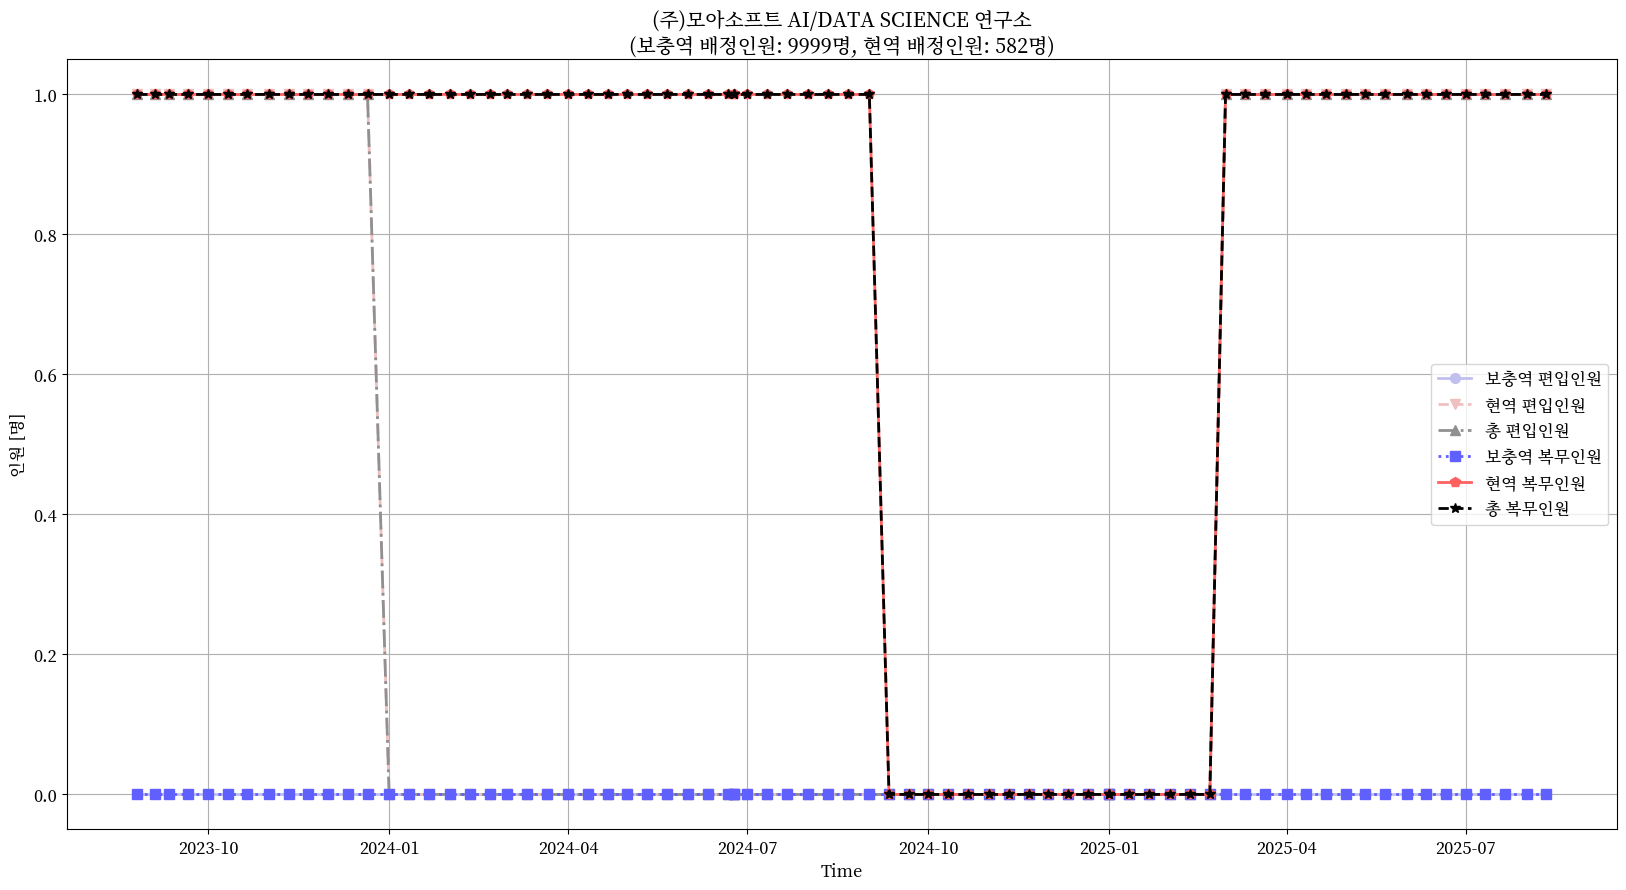 (주)모아소프트 AI/DATA SCIENCE 연구소
(보충역 배정인원: 9999명, 현역 배정인원: 582명)
인원 [명]
1.0
0.8
0.6
0.4
0.2
0.0
보충역 편입인원
현역 편입인원
총 편입인원
보충역 복무인원
현역 복무인원
총 복무인원
2023-10 2024-01 2024-04 2024-07 2024-10 2025-01 2025-04 2025-07
Time